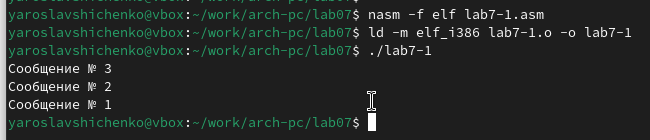 yaroslavshichenko@vbox:~/work/arch-pc/lab07$ nasm -f elf lab7-1.asm
yaroslavshichenko@vbox:~/work/arch-pc/lab07$ ld -m elf_i386 lab7-1.o -o lab7-1
yaroslavshichenko@vbox:~/work/arch-pc/lab07$ ./lab7-1
Сообщение № 3
Сообщение № 2
Сообщение № 1
yaroslavshichenko@vbox:~/work/arch-pc/lab07$